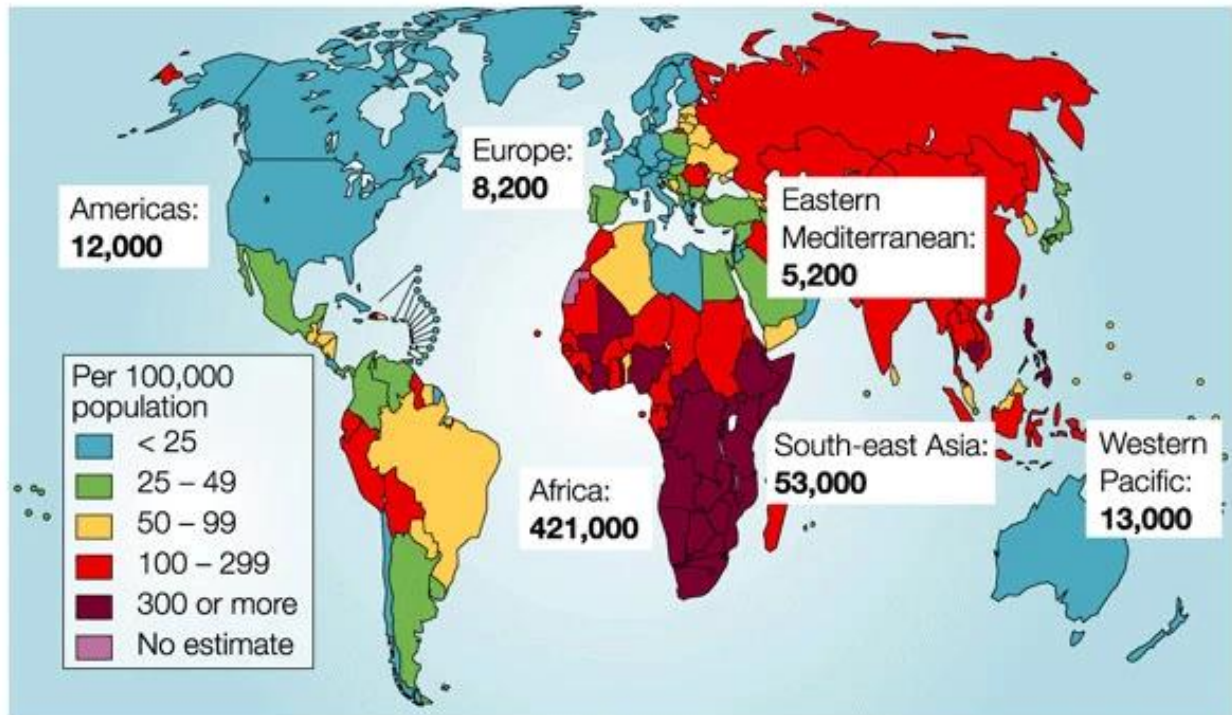 Europe:
8,200
Americas:
12,000
Eastern
Mediterranean:
5,200
Per 100,000
population
< 25
25 – 49
50 – 99
100 – 299
300 or more
No estimate
Africa:
421,000
South-east Asia:
53,000
Western
Pacific:
13,000